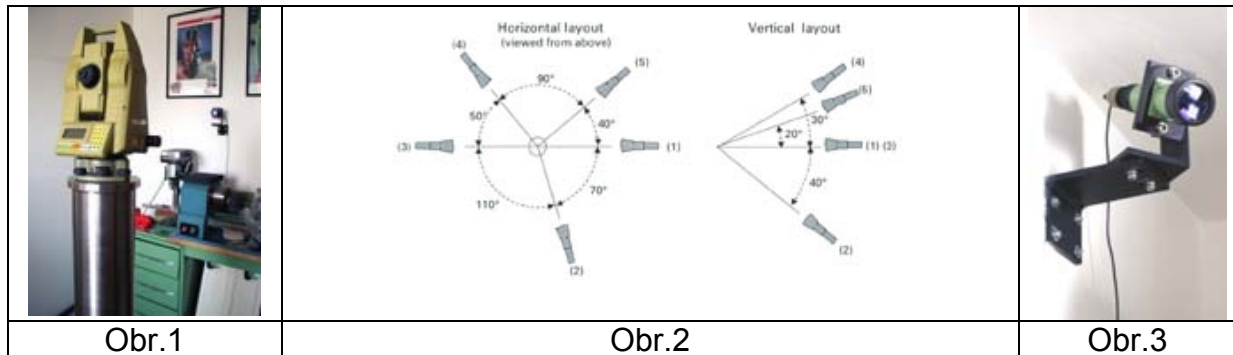 Horizontal layout
(viewed from above)
Vertical layout
(4)
(5)
90°
50°
40°
(3)
(1)
110°
70°
(2)
(4)
(5)
30°
20°
(1) (3)
40°
(2)
Obr.1
Obr.2
Obr.3